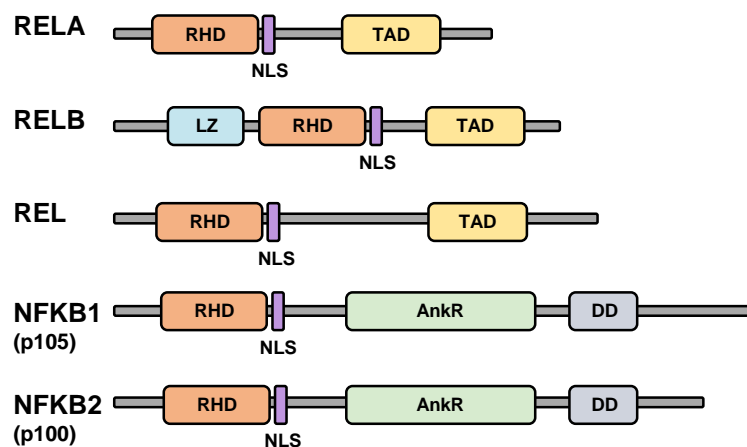 RELA
RHD
TAD
NLS
RELB
LZ
RHD
TAD
NLS
REL
RHD
TAD
NLS
NFKB1
(p105)
RHD
AnkR
DD
NLS
NFKB2
(p100)
RHD
AnkR
DD
NLS